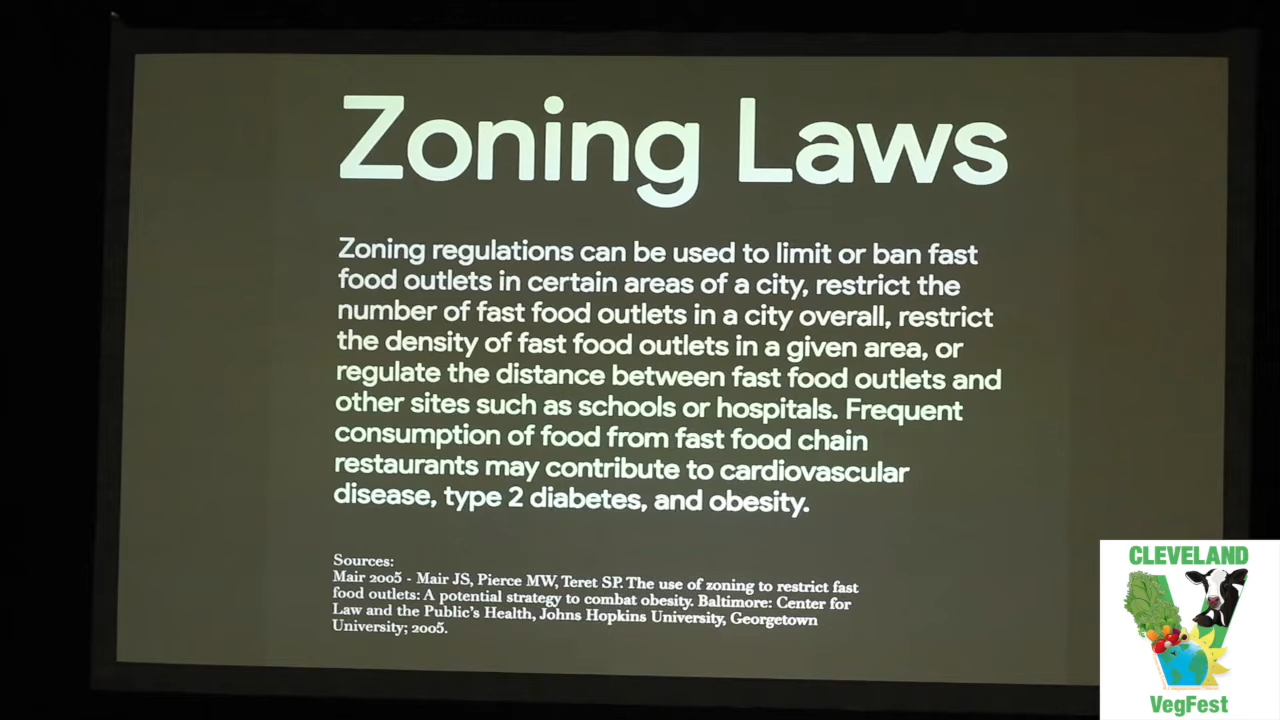 Zoning Laws
Zoning regulations can be used to limit or ban fast
food outlets in certain areas of a city, restrict the
number of fast food outlets in a city overall, restrict
the density of fast food outlets in a given area, or
regulate the distance between fast food outlets and
other sites such as schools or hospitals. Frequent
consumption of food from fast food chain
restaurants may contribute to cardiovascular
disease, type 2 diabetes, and obesity.
Sources:
Mair 2005 - Mair JS, Pierce MW, Teret SP. The use of zoning to restrict fast
food outlets: A potential strategy to combat obesity. Baltimore: Center for
Law and the Public's Health, Johns Hopkins University, Georgetown
University; 2005.
CLEVELAND
VegFest